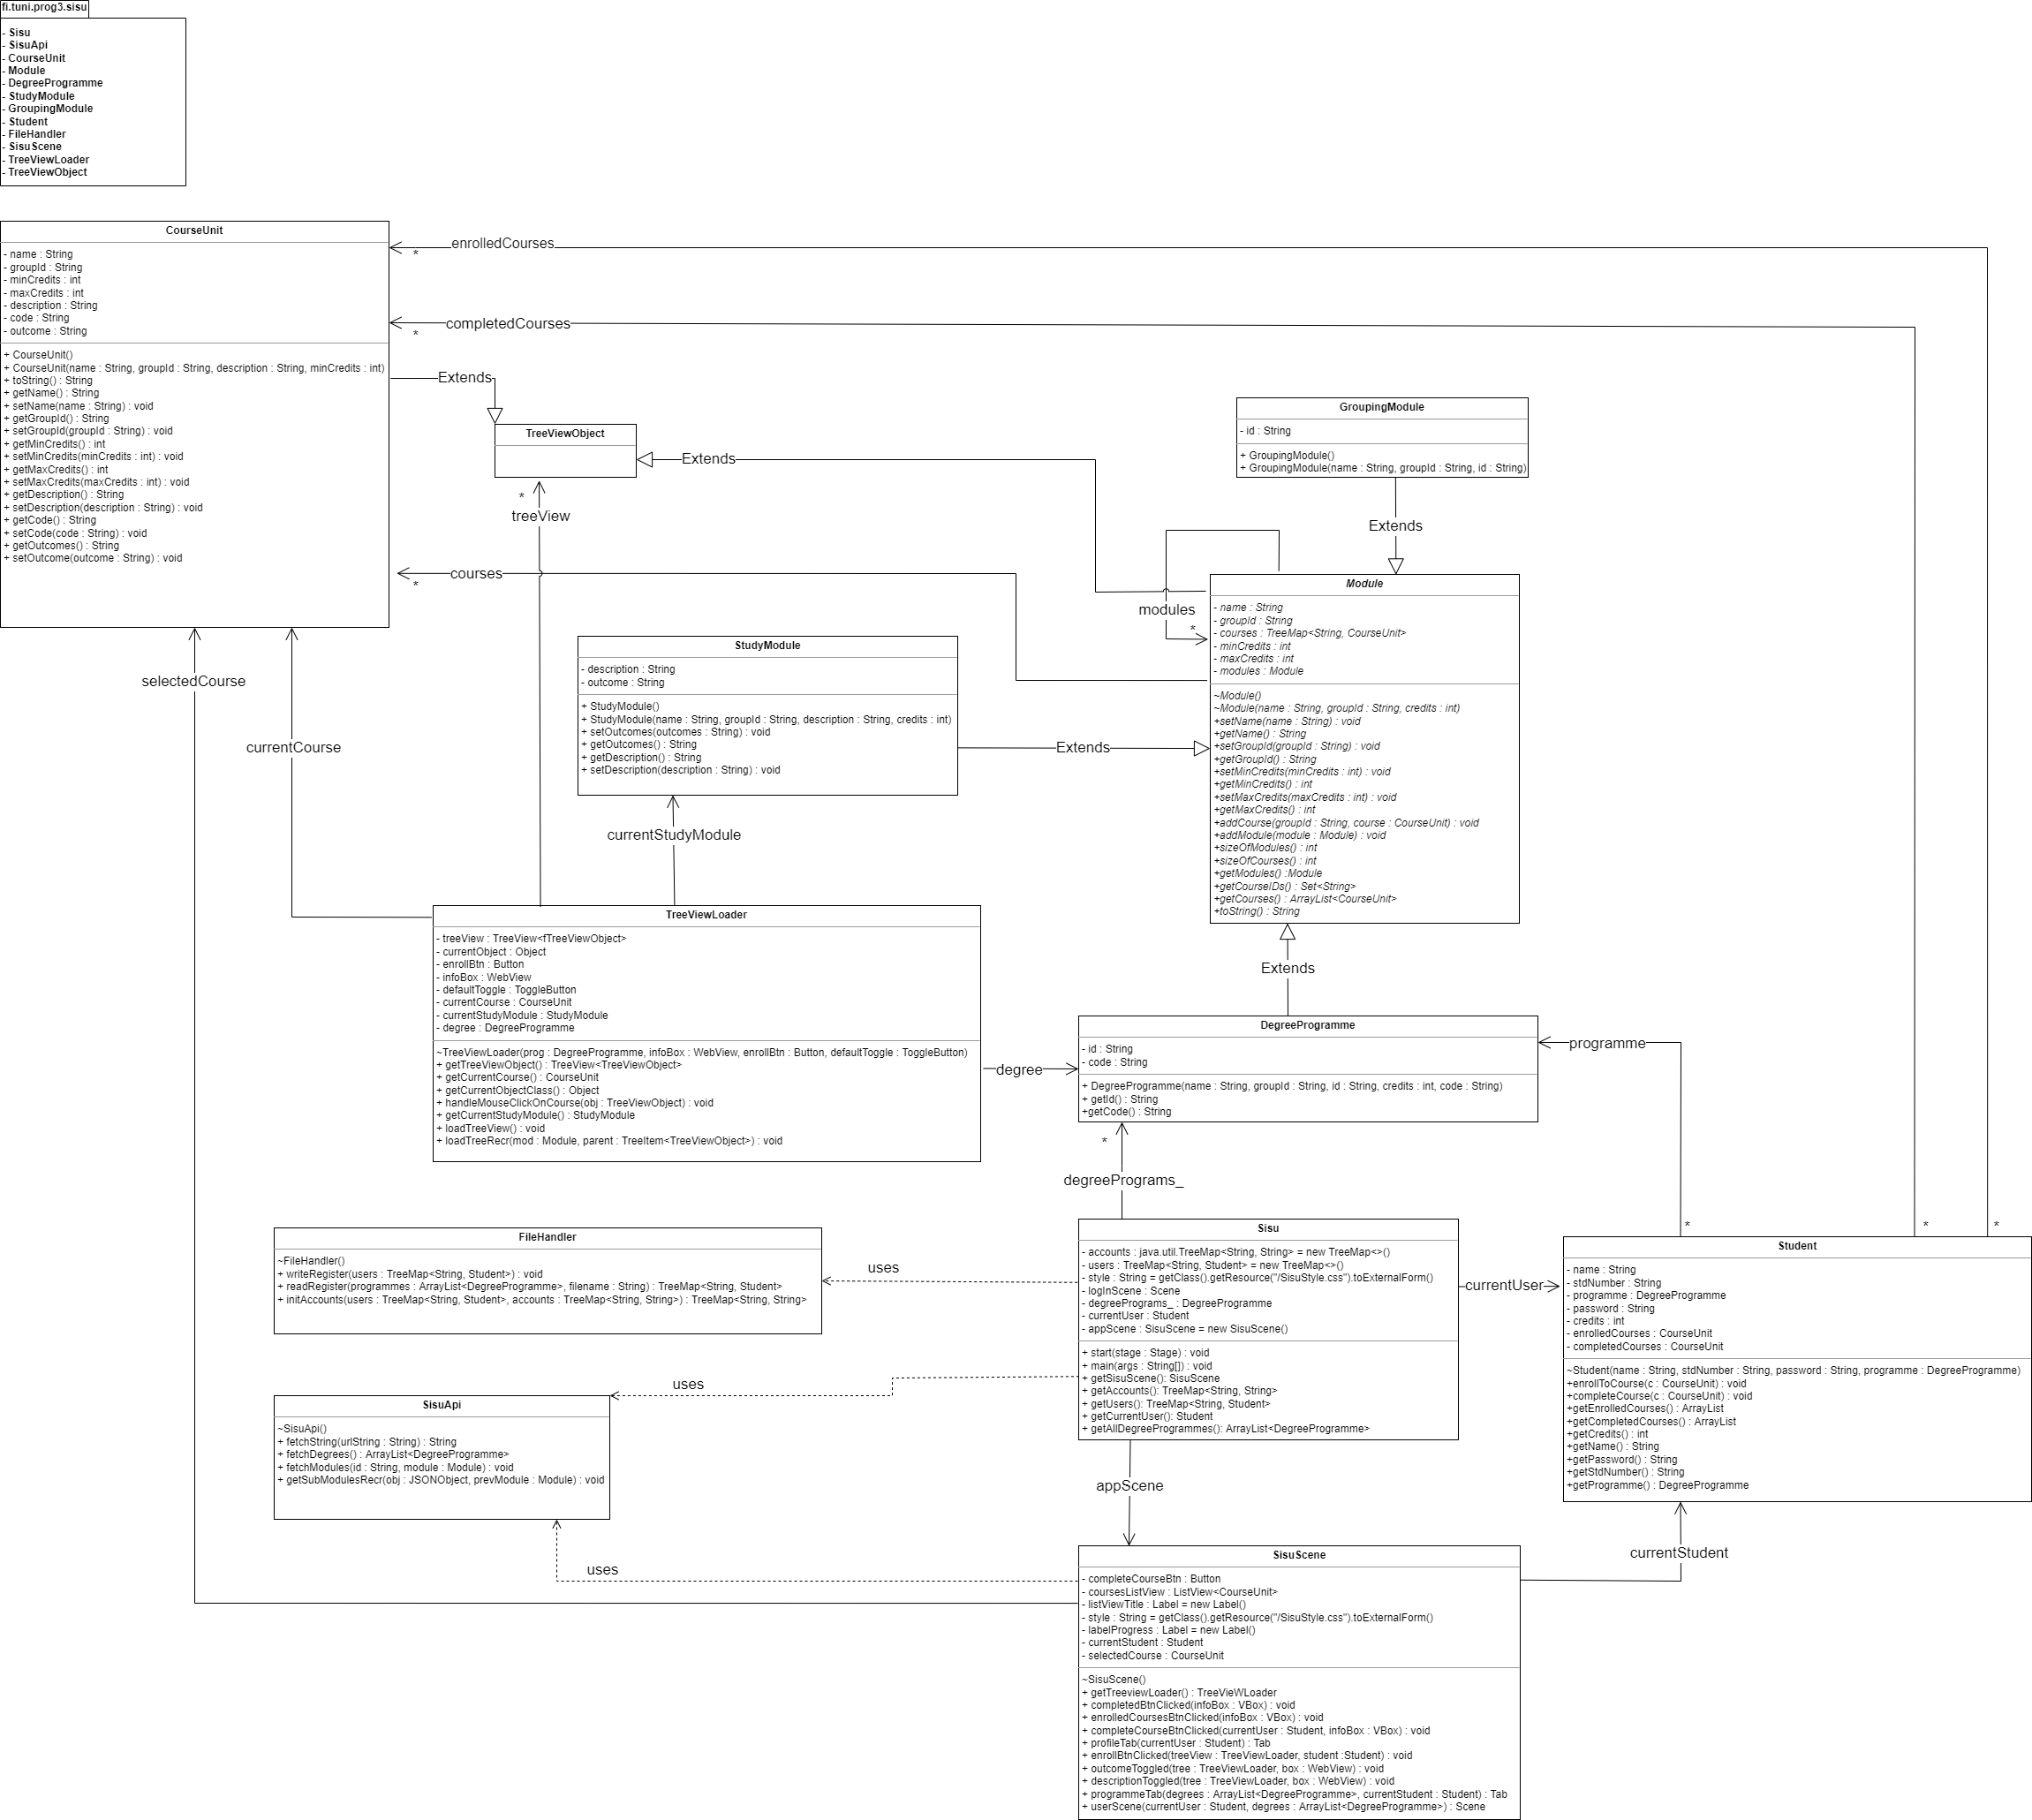 fi.tuni.prog3.sisu
- Sisu
- SisuApi
- CourseUnit
- Module
- DegreeProgramme
- StudyModule
- GroupingModule
- Student
- FileHandler
- SisuScene
- TreeViewLoader
- TreeViewObject
CourseUnit
- name : String
- groupId : String
- minCredits : int
- maxCredits : int
- description : String
- code : String
- outcome : String
+ CourseUnit()
+ CourseUnit(name : String, groupId : String, description : String, minCredits : int)
+ toString() : String
+ getName() : String
+ setName(name : String) : void
+ getGroupId() : String
+ setGroupId(groupId : String) : void
+ getMinCredits() : int
+ setMinCredits(minCredits : int) : void
+ getMaxCredits() : int
+ setMaxCredits(maxCredits : int) : void
+ getDescription() : String
+ setDescription(description : String) : void
+ getCode() : String
+ setCode(code : String) : void
+ getOutcomes() : String
+ setOutcome(outcome : String) : void
enrolledCourses
*
completedCourses
*
Extends
TreeViewObject
Extends
*
treeView
courses
*
GroupingModule
- id : String
+ GroupingModule()
+ GroupingModule(name : String, groupId : String, id : String)
Extends
modules
*
Module
- name : String
- groupId : String
- courses : TreeMap<String, CourseUnit>
- minCredits : int
- maxCredits : int
- modules : Module
~Module()
~Module(name : String, groupId : String, credits : int)
+setName(name : String) : void
+getName() : String
+setGroupId(groupId : String) : void
+getGroupId() : String
+setMinCredits(minCredits : int) : void
+getMinCredits() : int
+setMaxCredits(maxCredits : int) : void
+getMaxCredits() : int
+addCourse(groupId : String, course : CourseUnit) : void
+addModule(module : Module) : void
+sizeOfModules() : int
+sizeOfCourses() : int
+getModules() :Module
+getCourseIDs() : Set<String>
+getCourses() : ArrayList<CourseUnit>
+toString() : String
StudyModule
- description : String
- outcome : String
+ StudyModule()
+ StudyModule(name : String, groupId : String, description : String, credits : int)
+ setOutcomes(outcomes : String) : void
+ getOutcomes() : String
+ getDescription() : String
+ setDescription(description : String) : void
Extends
selectedCourse
currentCourse
currentStudyModule
TreeViewLoader
- treeView : TreeView<fTreeViewObject>
- currentObject : Object
- enrollBtn : Button
- infoBox : WebView
- defaultToggle : ToggleButton
- currentCourse : CourseUnit
- currentStudyModule : StudyModule
- degree : DegreeProgramme
~TreeViewLoader(prog : DegreeProgramme, infoBox : WebView, enrollBtn : Button, defaultToggle : ToggleButton)
+ getTreeViewObject() : TreeView<TreeViewObject>
+ getCurrentCourse() : CourseUnit
+ getCurrentObjectClass() : Object
+ handleMouseClickOnCourse(obj : TreeViewObject) : void
+ getCurrentStudyModule() : StudyModule
+ loadTreeView() : void
+ loadTreeRecr(mod : Module, parent : TreeItem<TreeViewObject>) : void
Extends
degree
DegreeProgramme
- id : String
- code : String
+ DegreeProgramme(name : String, groupId : String, id : String, credits : int, code : String)
+ getId() : String
+getCode() : String
programme
*
degreePrograms_
*
*
*
FileHandler
~FileHandler()
+ writeRegister(users : TreeMap<String, Student>) : void
+ readRegister(programmes : ArrayList<DegreeProgramme>, filename : String) : TreeMap<String, Student>
+ initAccounts(users : TreeMap<String, Student>, accounts : TreeMap<String, String>) : TreeMap<String, String>
uses
Sisu
- accounts : java.util.TreeMap<String, String> = new TreeMap<>()
- users : TreeMap<String, Student> = new TreeMap<>()
- style : String = getClass().getResource("/SisuStyle.css").toExternalForm()
- logInScene : Scene
- degreePrograms_ : DegreeProgramme
- currentUser : Student
- appScene : SisuScene = new SisuScene()
+ start(stage : Stage) : void
+ main(args : String[]) : void
+ getSisuScene(): SisuScene
+ getAccounts(): TreeMap<String, String>
+ getUsers(): TreeMap<String, Student>
+ getCurrentUser(): Student
+ getAllDegreeProgrammes(): ArrayList<DegreeProgramme>
currentUser
Student
- name : String
- stdNumber : String
- programme : DegreeProgramme
- password : String
- credits : int
- enrolledCourses : CourseUnit
- completedCourses : CourseUnit
~Student(name : String, stdNumber : String, password : String, programme : DegreeProgramme)
+enrollToCourse(c : CourseUnit) : void
+completeCourse(c : CourseUnit) : void
+getEnrolledCourses() : ArrayList
+getCompletedCourses() : ArrayList
+getCredits() : int
+getName() : String
+getPassword() : String
+getStdNumber() : String
+getProgramme() : DegreeProgramme
uses
SisuApi
~SisuApi()
+ fetchString(urlString : String) : String
+ fetchDegrees() : ArrayList<DegreeProgramme>
+ fetchModules(id : String, module : Module) : void
+ getSubModulesRecr(obj : JSONObject, prevModule : Module) : void
appScene
uses
currentStudent
SisuScene
- completeCourseBtn : Button
- coursesListView : ListView<CourseUnit>
- listViewTitle : Label = new Label()
- style : String = getClass().getResource("/SisuStyle.css").toExternalForm()
- labelProgress : Label = new Label()
- currentStudent : Student
- selectedCourse : CourseUnit
~SisuScene()
+ getTreeviewLoader() : TreeVieWLoader
+ completedBtnClicked(infoBox : VBox) : void
+ enrolledCoursesBtnClicked(infoBox : VBox) : void
+ completeCourseBtnClicked(currentUser : Student, infoBox : VBox) : void
+ profileTab(currentUser : Student) : Tab
+ enrollBtnClicked(treeView : TreeViewLoader, student :Student) : void
+ outcomeToggled(tree : TreeViewLoader, box : WebView) : void
+ descriptionToggled(tree : TreeViewLoader, box : WebView) : void
+ programmeTab(degrees : ArrayList<DegreeProgramme>, currentStudent : Student) : Tab
+ userScene(currentUser : Student, degrees : ArrayList<DegreeProgramme>) : Scene